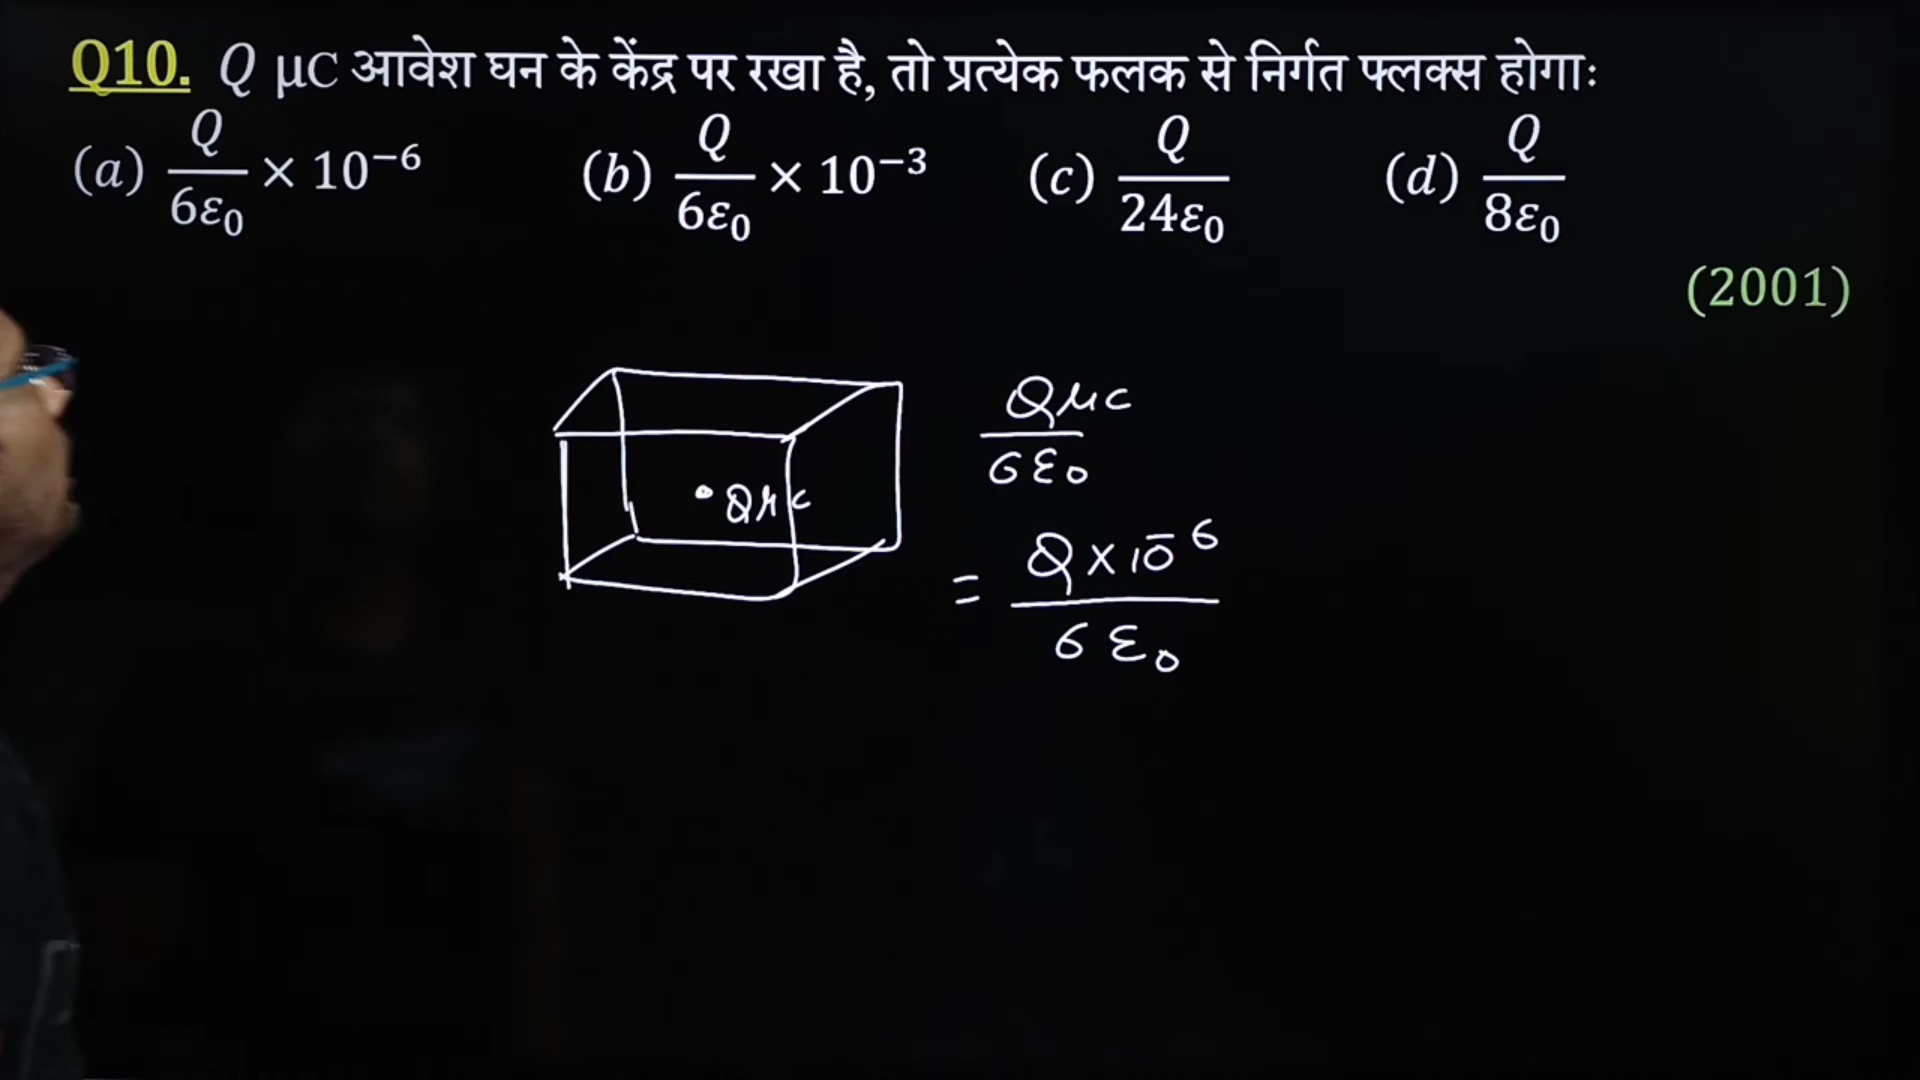 Q10. Q μC आवेश घन के केंद्र पर रखा है, तो प्रत्येक फलक से निर्गत फ्लक्स होगाः
(a) Q/6ε₀ × 10⁻⁶ (b) Q/6ε₀ × 10⁻³ (c) Q/24ε₀ (d) Q/8ε₀
(2001)
Qμc
Qμc/6ε₀
= Q×10⁻⁶/6ε₀